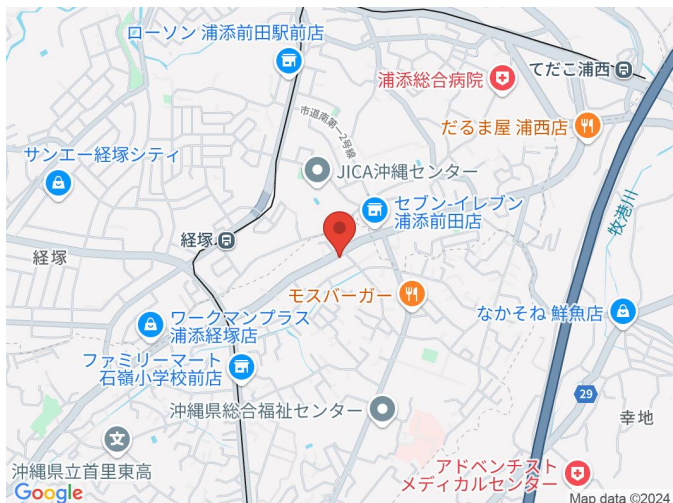 ローソン 浦添前田駅前店
浦添総合病院
てだこ浦西
市道南第一2号線
だるま屋 浦西店
サンエー経塚シティ
JICA沖縄センター
セブン-イレブン
浦添前田店
牧港川
経塚
経塚
モスバーガー
ワークマンプラス
浦添経塚店
なかそね 鮮魚店
ファミリーマート
石嶺小学校前店
29
沖縄県総合福祉センター
幸地
沖縄県立首里東高
アドベンチスト
メディカルセンター
Google
Map data ©2024